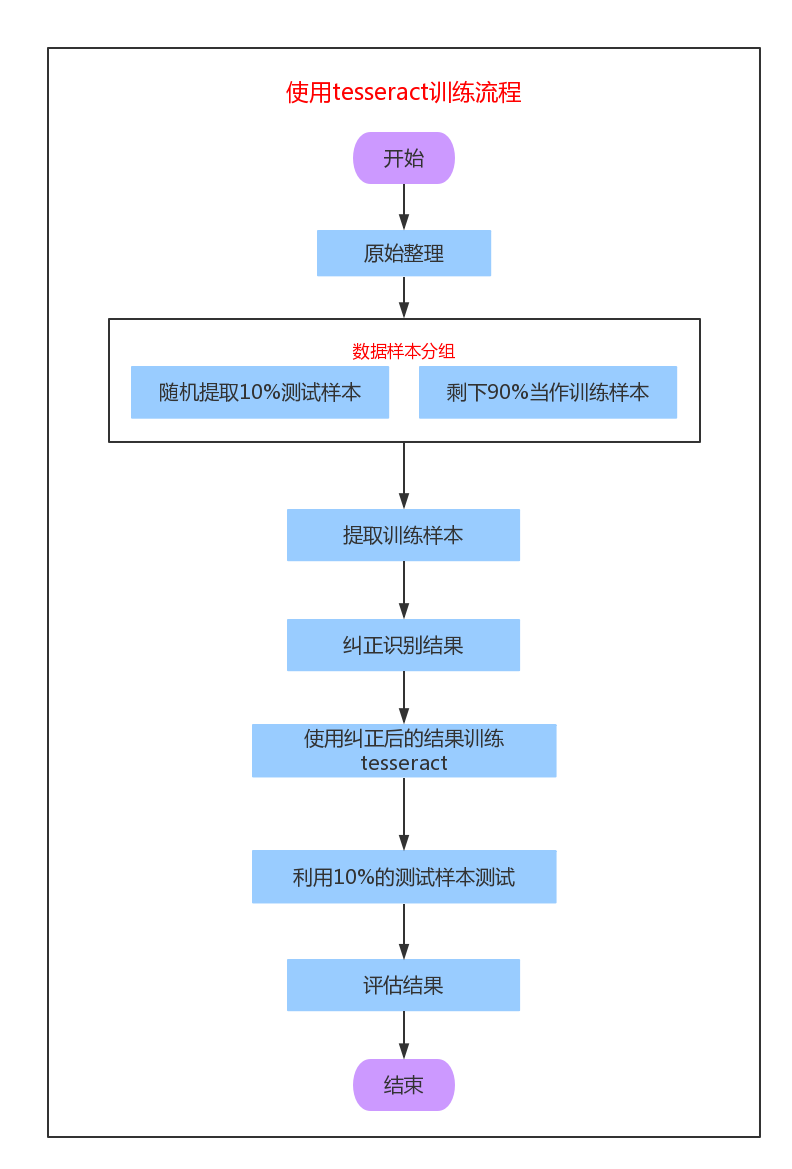 使用tesseract训练流程
开始
原始整理
数据样本分组
随机提取10%测试样本
剩下90%当作训练样本
提取训练样本
纠正识别结果
使用纠正后的结果训练
tesseract
利用10%的测试样本测试
评估结果
结束